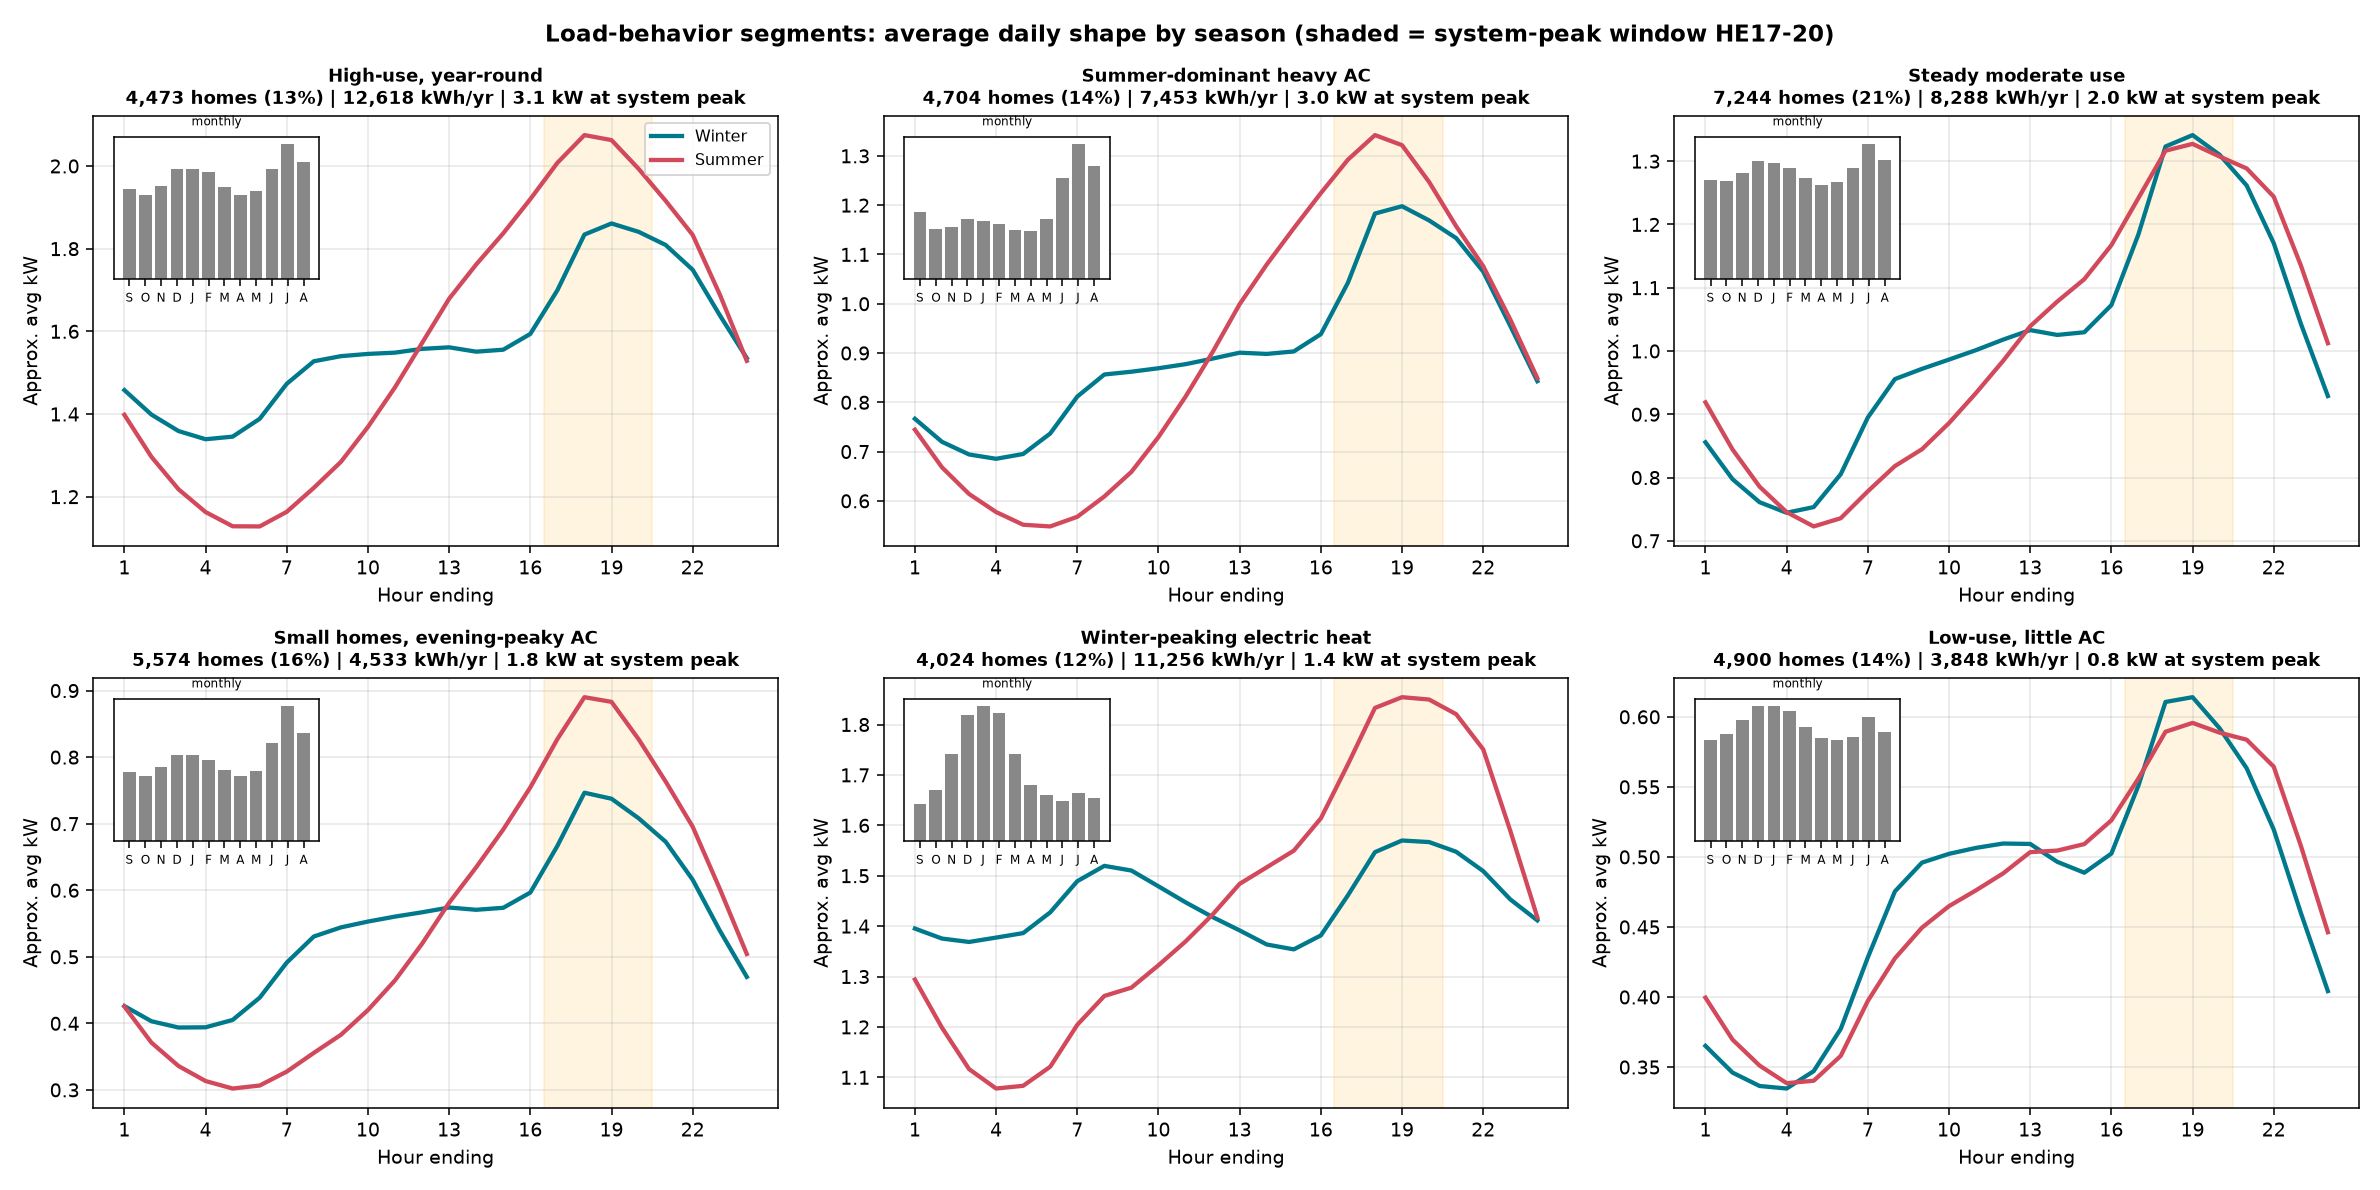 Load-behavior segments: average daily shape by season (shaded = system-peak window HE17-20)
High-use, year-round
4,473 homes (13%) | 12,618 kWh/yr | 3.1 kW at system peak
monthly
Winter
Summer
S O N D J F M A M J J A
2.0
1.8
1.6
1.4
1.2
Approx. avg kW
1 4 7 10 13 16 19 22
Hour ending
Summer-dominant heavy AC
4,704 homes (14%) | 7,453 kWh/yr | 3.0 kW at system peak
monthly
S O N D J F M A M J J A
1.3
1.2
1.1
1.0
0.9
0.8
0.7
0.6
Approx. avg kW
1 4 7 10 13 16 19 22
Hour ending
Steady moderate use
7,244 homes (21%) | 8,288 kWh/yr | 2.0 kW at system peak
monthly
S O N D J F M A M J J A
1.3
1.2
1.1
1.0
0.9
0.8
0.7
Approx. avg kW
1 4 7 10 13 16 19 22
Hour ending
Small homes, evening-peaky AC
5,574 homes (16%) | 4,533 kWh/yr | 1.8 kW at system peak
monthly
S O N D J F M A M J J A
0.9
0.8
0.7
0.6
0.5
0.4
0.3
Approx. avg kW
1 4 7 10 13 16 19 22
Hour ending
Winter-peaking electric heat
4,024 homes (12%) | 11,256 kWh/yr | 1.4 kW at system peak
monthly
S O N D J F M A M J J A
1.8
1.7
1.6
1.5
1.4
1.3
1.2
1.1
Approx. avg kW
1 4 7 10 13 16 19 22
Hour ending
Low-use, little AC
4,900 homes (14%) | 3,848 kWh/yr | 0.8 kW at system peak
monthly
S O N D J F M A M J J A
0.60
0.55
0.50
0.45
0.40
0.35
Approx. avg kW
1 4 7 10 13 16 19 22
Hour ending